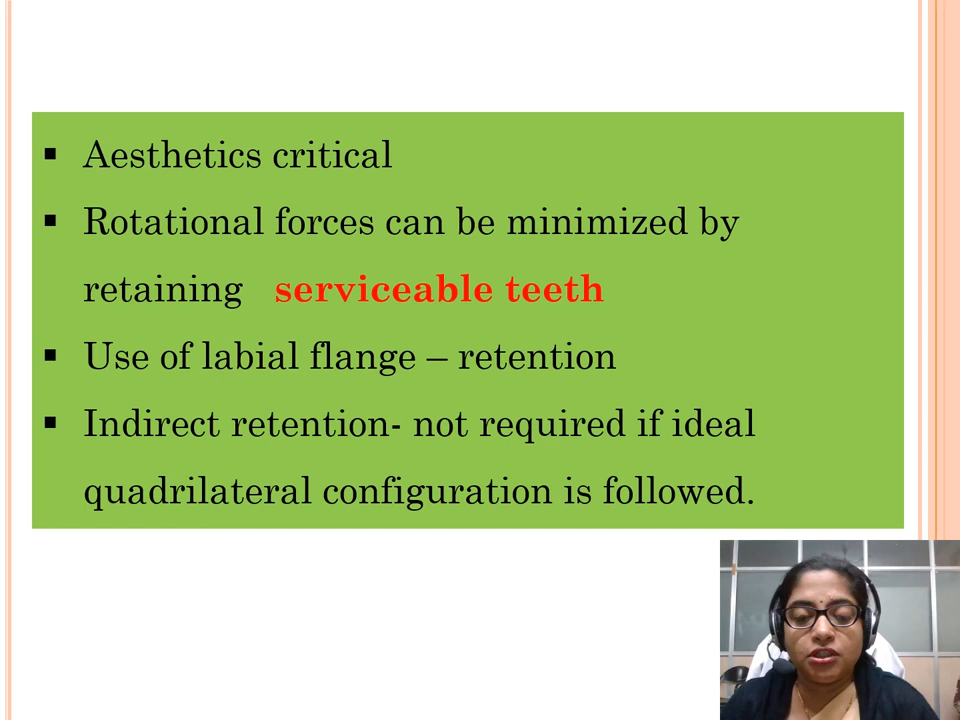 ▪ Aesthetics critical
▪ Rotational forces can be minimized by
retaining serviceable teeth
▪ Use of labial flange – retention
▪ Indirect retention- not required if ideal
quadrilateral configuration is followed.